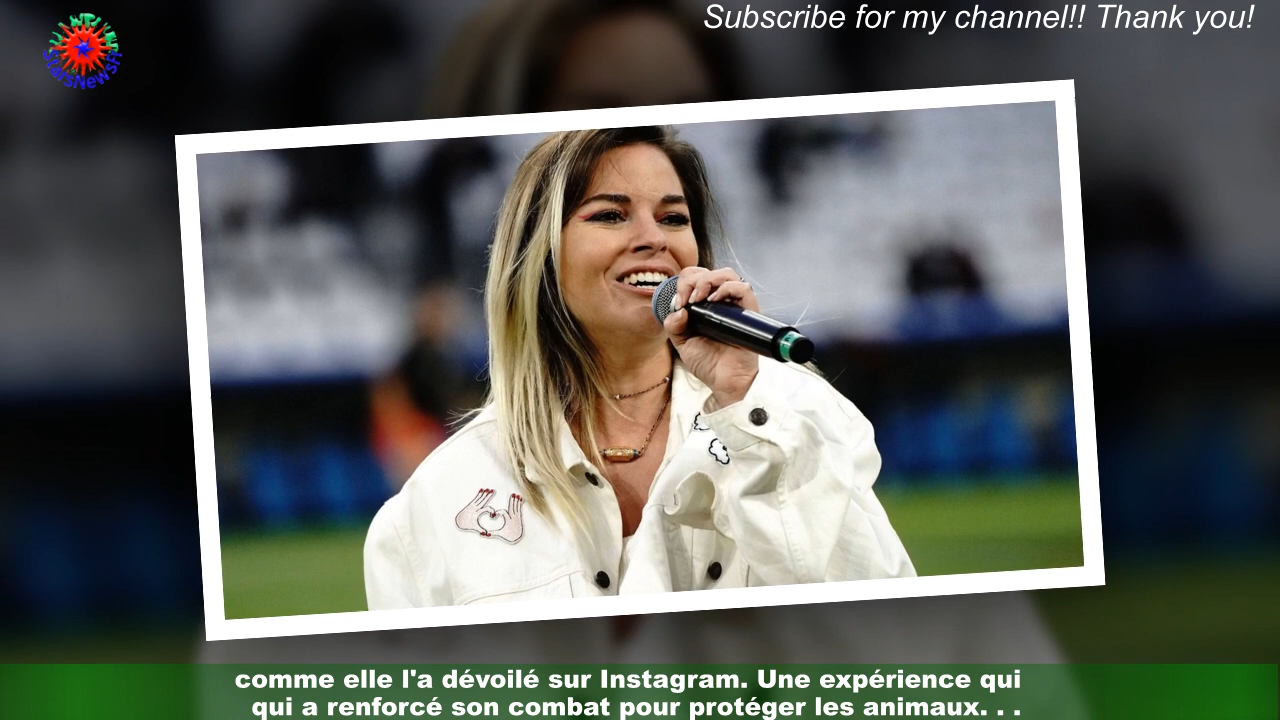 Subscribe for my channel!! Thank you!
StarsNewsFr
comme elle l'a dévoilé sur Instagram. Une expérience qui
qui a renforcé son combat pour protéger les animaux. . .